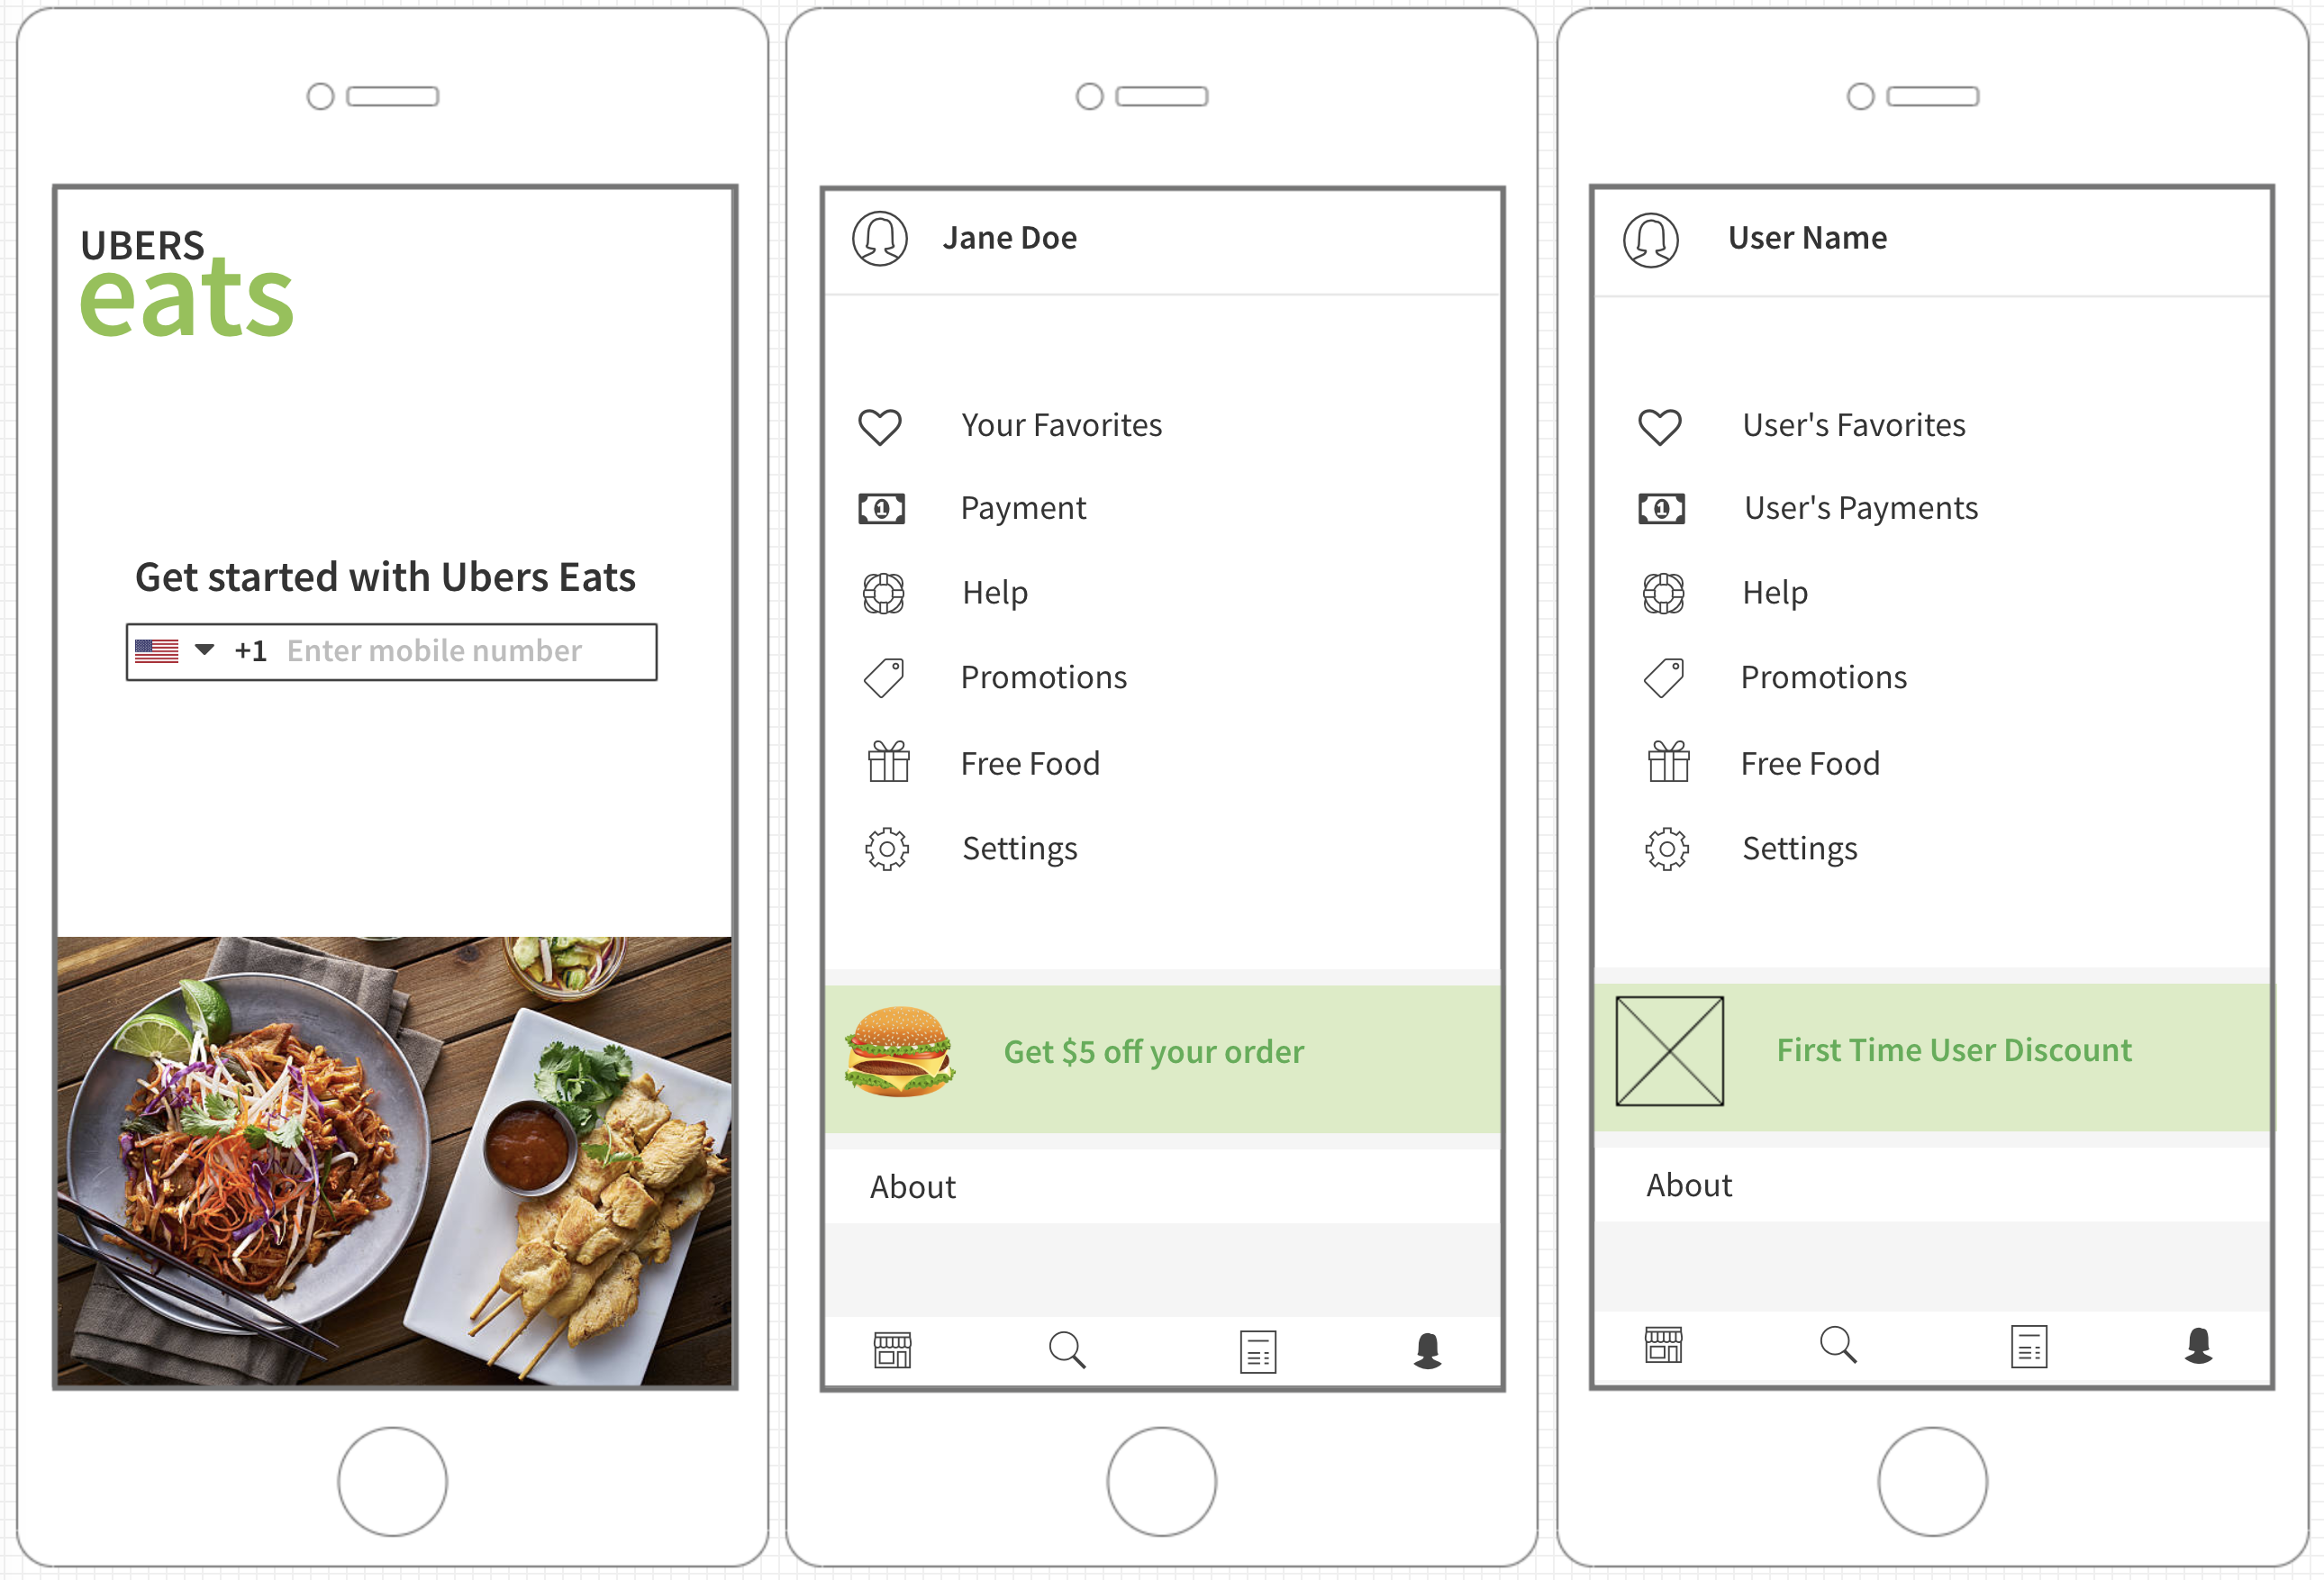 UBERS
eats
Get started with Ubers Eats
+1 Enter mobile number
Jane Doe
Your Favorites
1 Payment
Help
Promotions
Free Food
Settings
Get $5 off your order
About
User Name
User's Favorites
1 User's Payments
Help
Promotions
Free Food
Settings
First Time User Discount
About